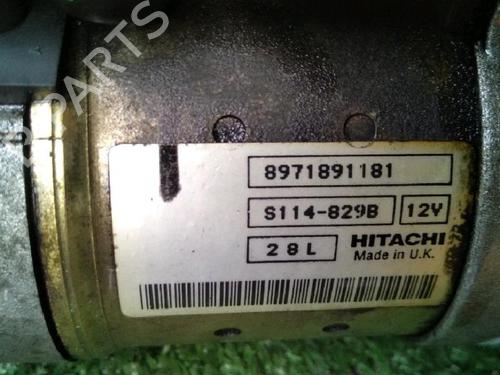 PARTS
8971891181
S114-829B 12V
28L HITACHI
Made in U.K.